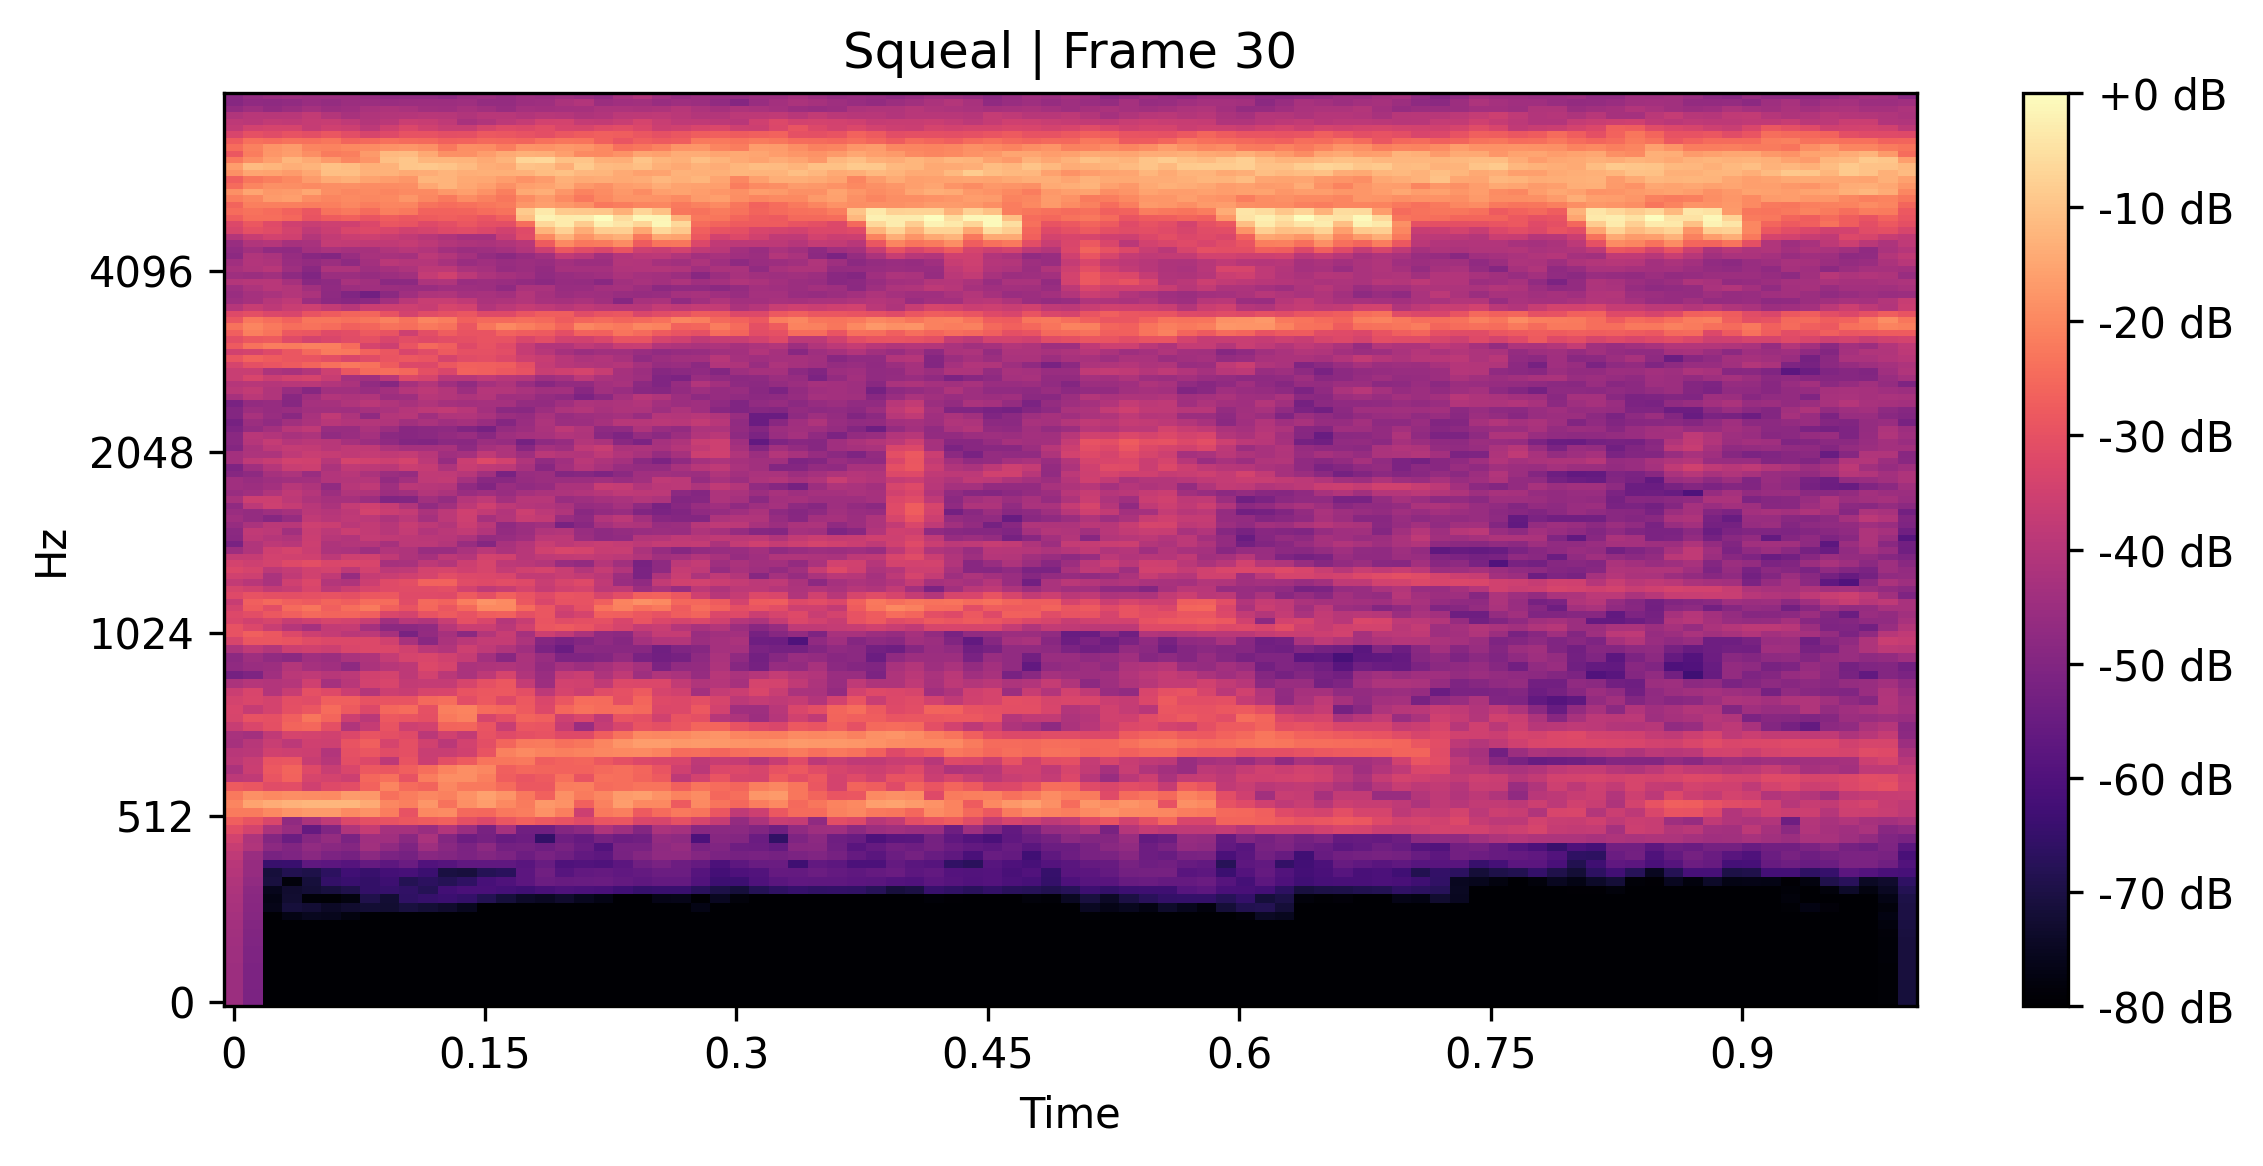 Squeal | Frame 30
+0 dB
-10 dB
-20 dB
-30 dB
-40 dB
-50 dB
-60 dB
-70 dB
-80 dB
Hz
4096
2048
1024
512
0
0 0.15 0.3 0.45 0.6 0.75 0.9
Time